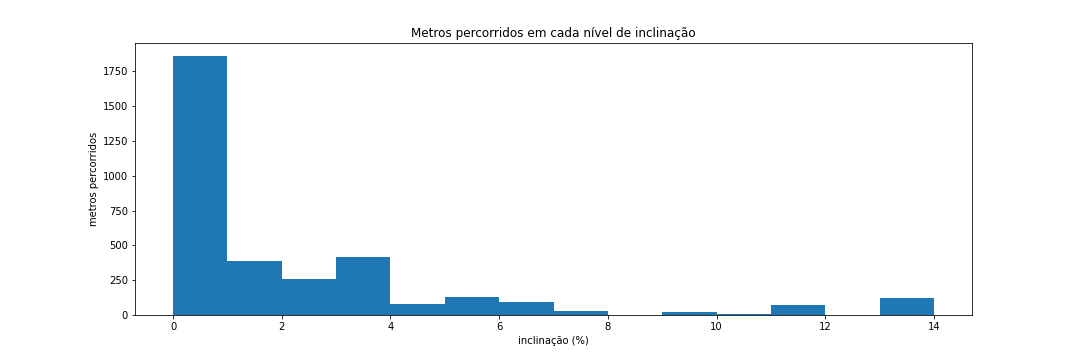 Metros percorridos em cada nível de inclinação
metros percorridos
1750
1500
1250
1000
750
500
250
0
0 2 4 6 8 10 12 14
inclinação (%)